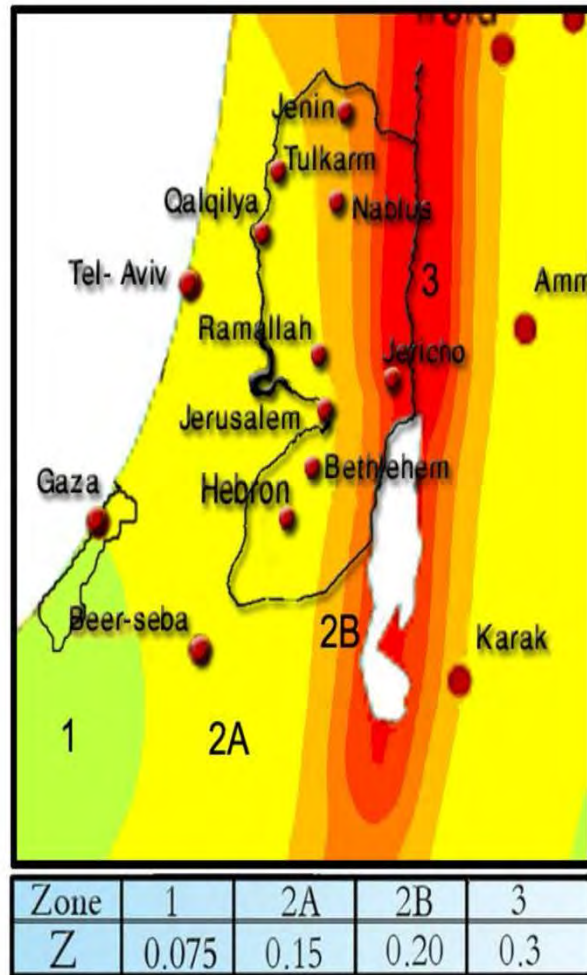 Jenin
Tulkarm
Qalqilya
Nablus
Tel- Aviv
3
Amm
Ramallah
Jericho
Jerusalem
Bethlehem
Gaza
Hebron
Beer-seba
2B
Karak
1
2A
Zone 1 2A 2B 3
Z 0.075 0.15 0.20 0.3